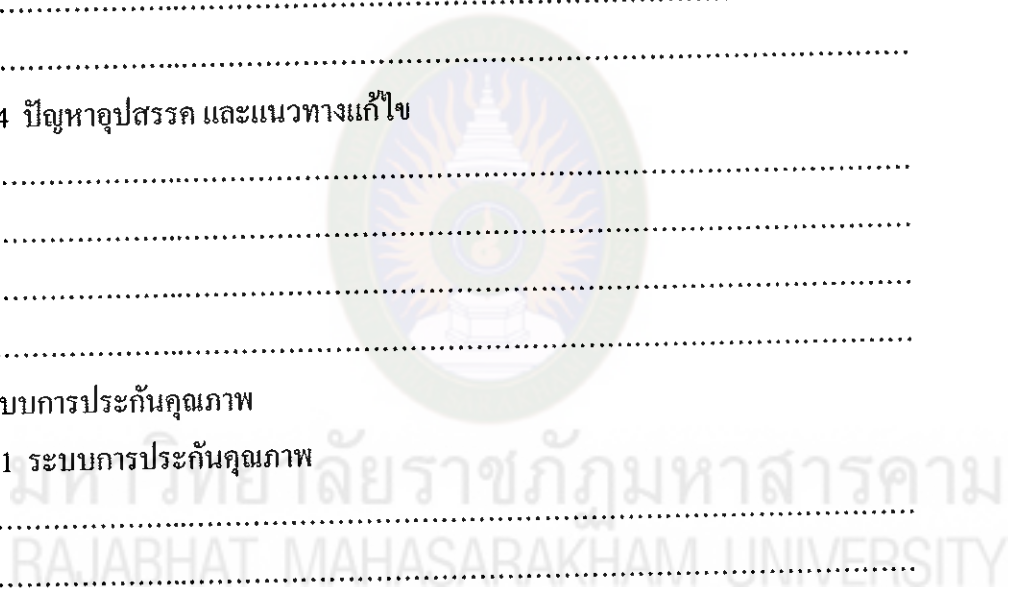 ................................................................................
................................................................................
4 ปัญหาอุปสรรค และแนวทางแก้ไข
................................................................................
................................................................................
................................................................................
................................................................................
บบการประกันคุณภาพ
1 ระบบการประกันคุณภาพ
มหาวิทยาลัยราชภัฏมหาสารคาม
................................................................................
RAJABHAT MAHASARAKHAM UNIVERSITY
................................................................................